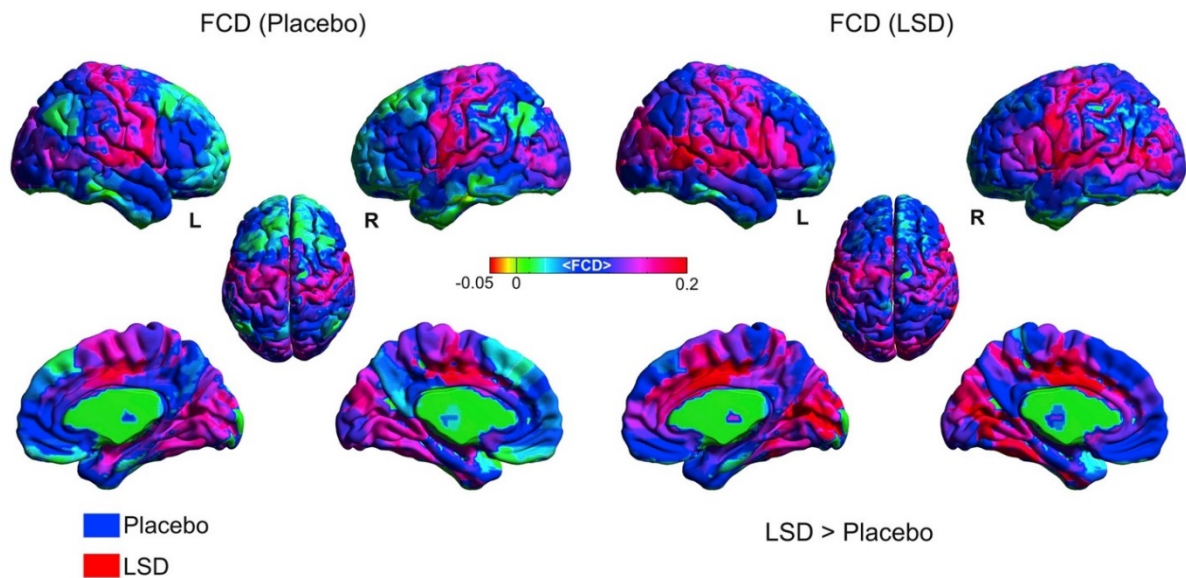 FCD (Placebo)
FCD (LSD)
L
R
L
R
<FCD>
-0.05
0
0.2
Placebo
LSD
LSD > Placebo